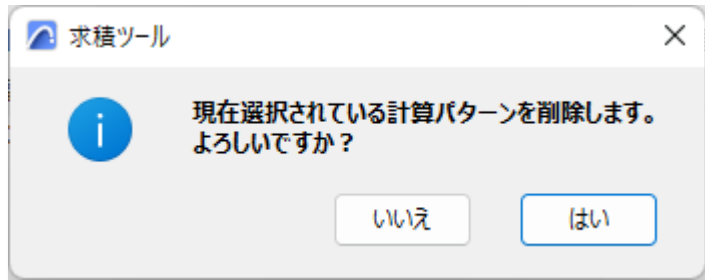 求積ツール
現在選択されている計算パターンを削除します。
よろしいですか？
いいえ
はい